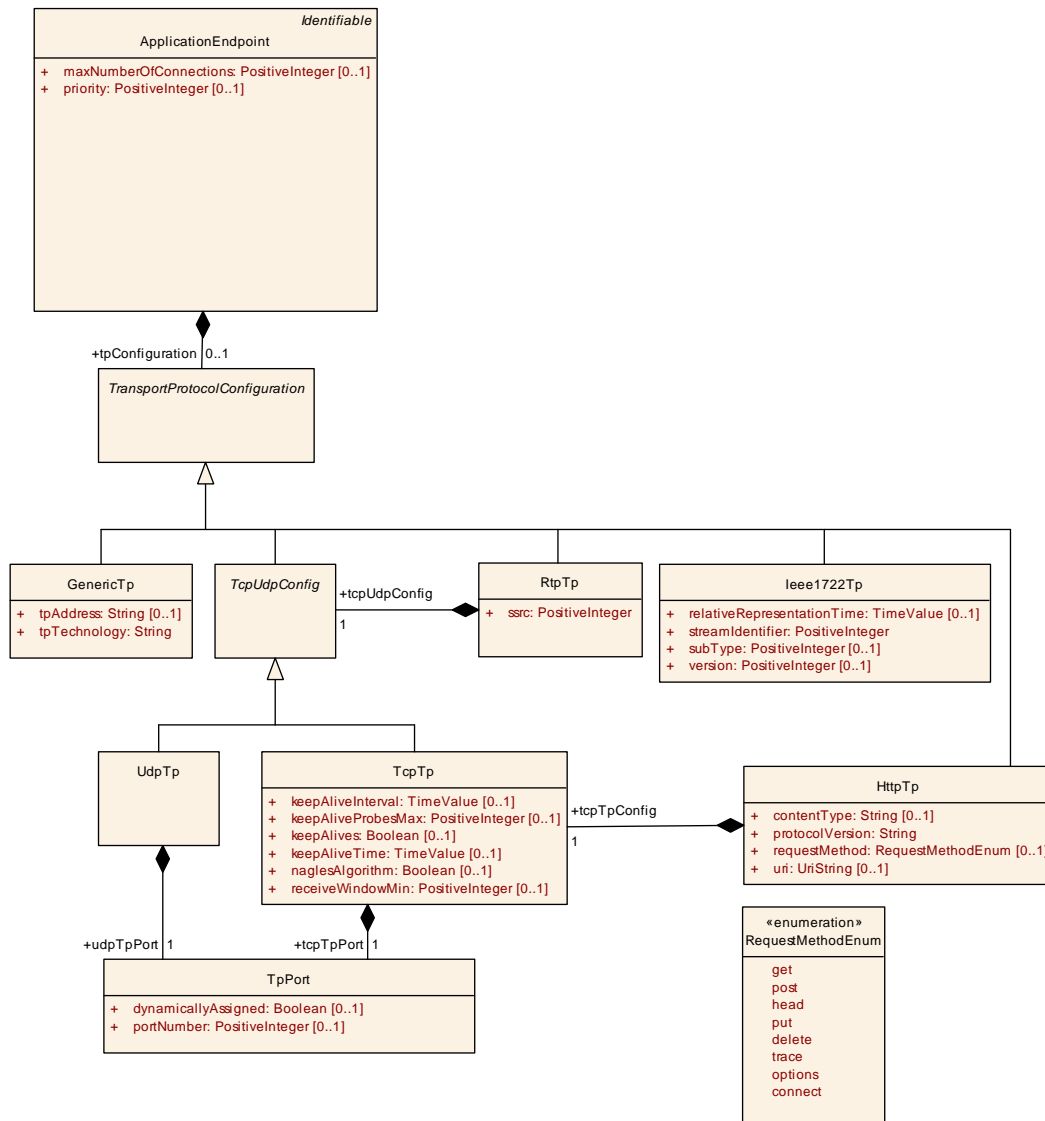 Identifiable
ApplicationEndpoint
+ maxNumberOfConnections: PositiveInteger [0..1]
+ priority: PositiveInteger [0..1]
+tpConfiguration 0..1
TransportProtocolConfiguration
GenericTp
+ tpAddress: String [0..1]
+ tpTechnology: String
TcpUdpConfig
+tcpUdpConfig
1
RtpTp
+ ssrc: PositiveInteger
Ieee1722Tp
+ relativeRepresentationTime: TimeValue [0..1]
+ streamIdentifier: PositiveInteger
+ subType: PositiveInteger [0..1]
+ version: PositiveInteger [0..1]
UdpTp
TcpTp
+ keepAliveInterval: TimeValue [0..1]
+ keepAliveProbesMax: PositiveInteger [0..1]
+ keepAlives: Boolean [0..1]
+ keepAliveTime: TimeValue [0..1]
+ naglesAlgorithm: Boolean [0..1]
+ receiveWindowMin: PositiveInteger [0..1]
+tcpTpConfig
1
HttpTp
+ contentType: String [0..1]
+ protocolVersion: String
+ requestMethod: RequestMethodEnum [0..1]
+ uri: UriString [0..1]
+udpTpPort 1
+tcpTpPort 1
TpPort
+ dynamicallyAssigned: Boolean [0..1]
+ portNumber: PositiveInteger [0..1]
«enumeration»
RequestMethodEnum
get
post
head
put
delete
trace
options
connect